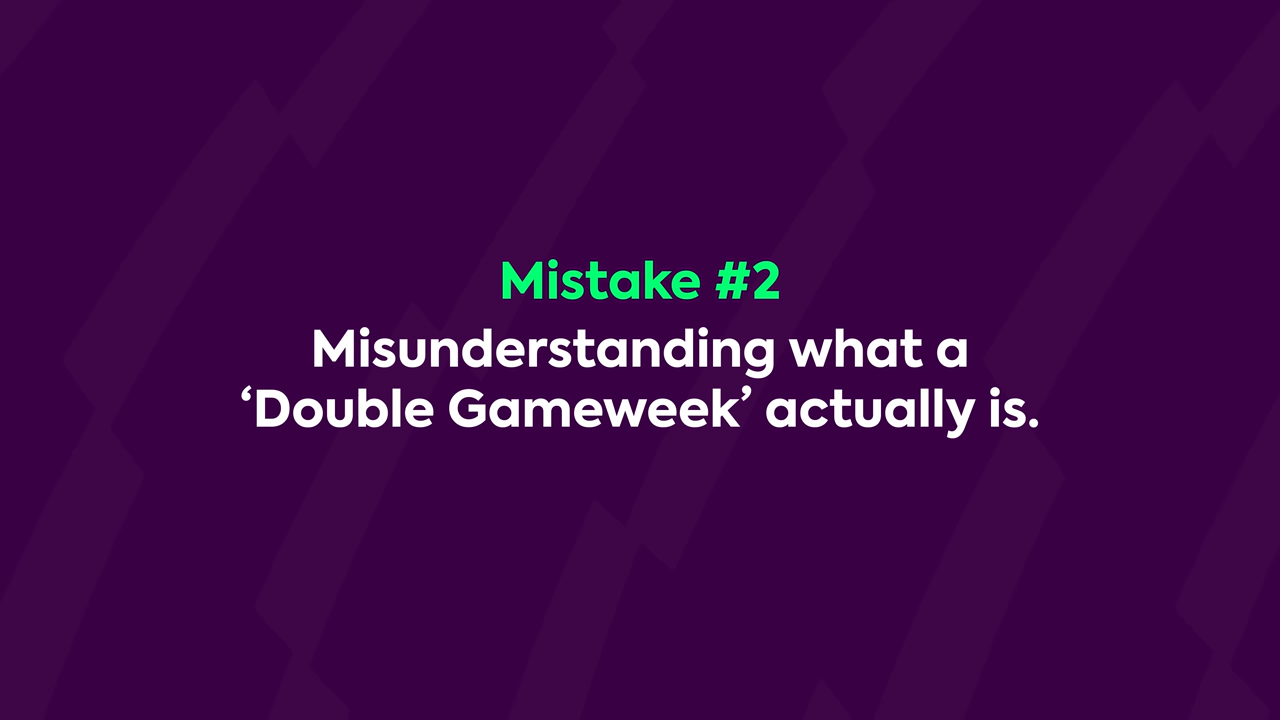 Mistake #2
Misunderstanding what a
‘Double Gameweek’ actually is.